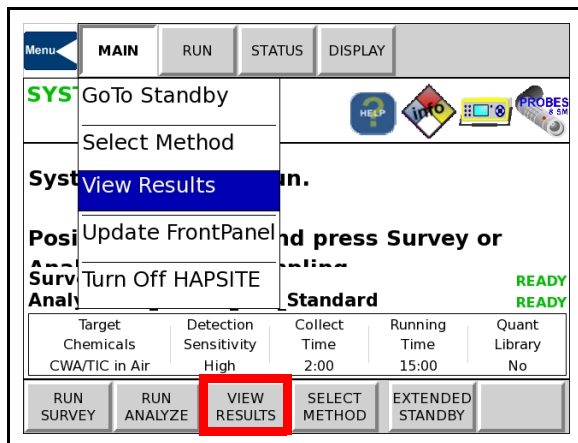 Menu MAIN RUN STATUS DISPLAY
SYS
GoTo Standby
HELP info PROBES
& SM
Select Method
Syst
View Results
un.
Posi
Update FrontPanel
nd press Survey or
Surv
Turn Off HAPSITE
READY
Analy
_Standard READY
Target Detection Collect Running Quant
Chemicals Sensitivity Time Time Library
CWA/TIC in Air High 2:00 15:00 No
RUN RUN VIEW SELECT EXTENDED
SURVEY ANALYZE RESULTS METHOD STANDBY